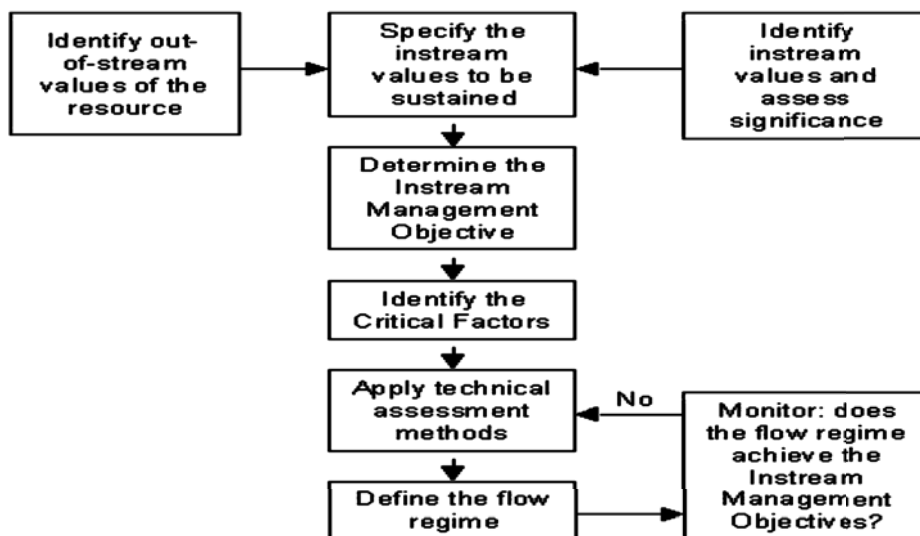 Identify out-
of-stream
values of the
resource
Specify the
instream
values to be
sustained
Identify
instream
values and
assess
significance
Determine the
Instream
Management
Objective
Identify the
Critical Factors
Apply technical
assessment
methods
No
Monitor: does
the flow regime
achieve the
Instream
Management
Objectives?
Define the flow
regime